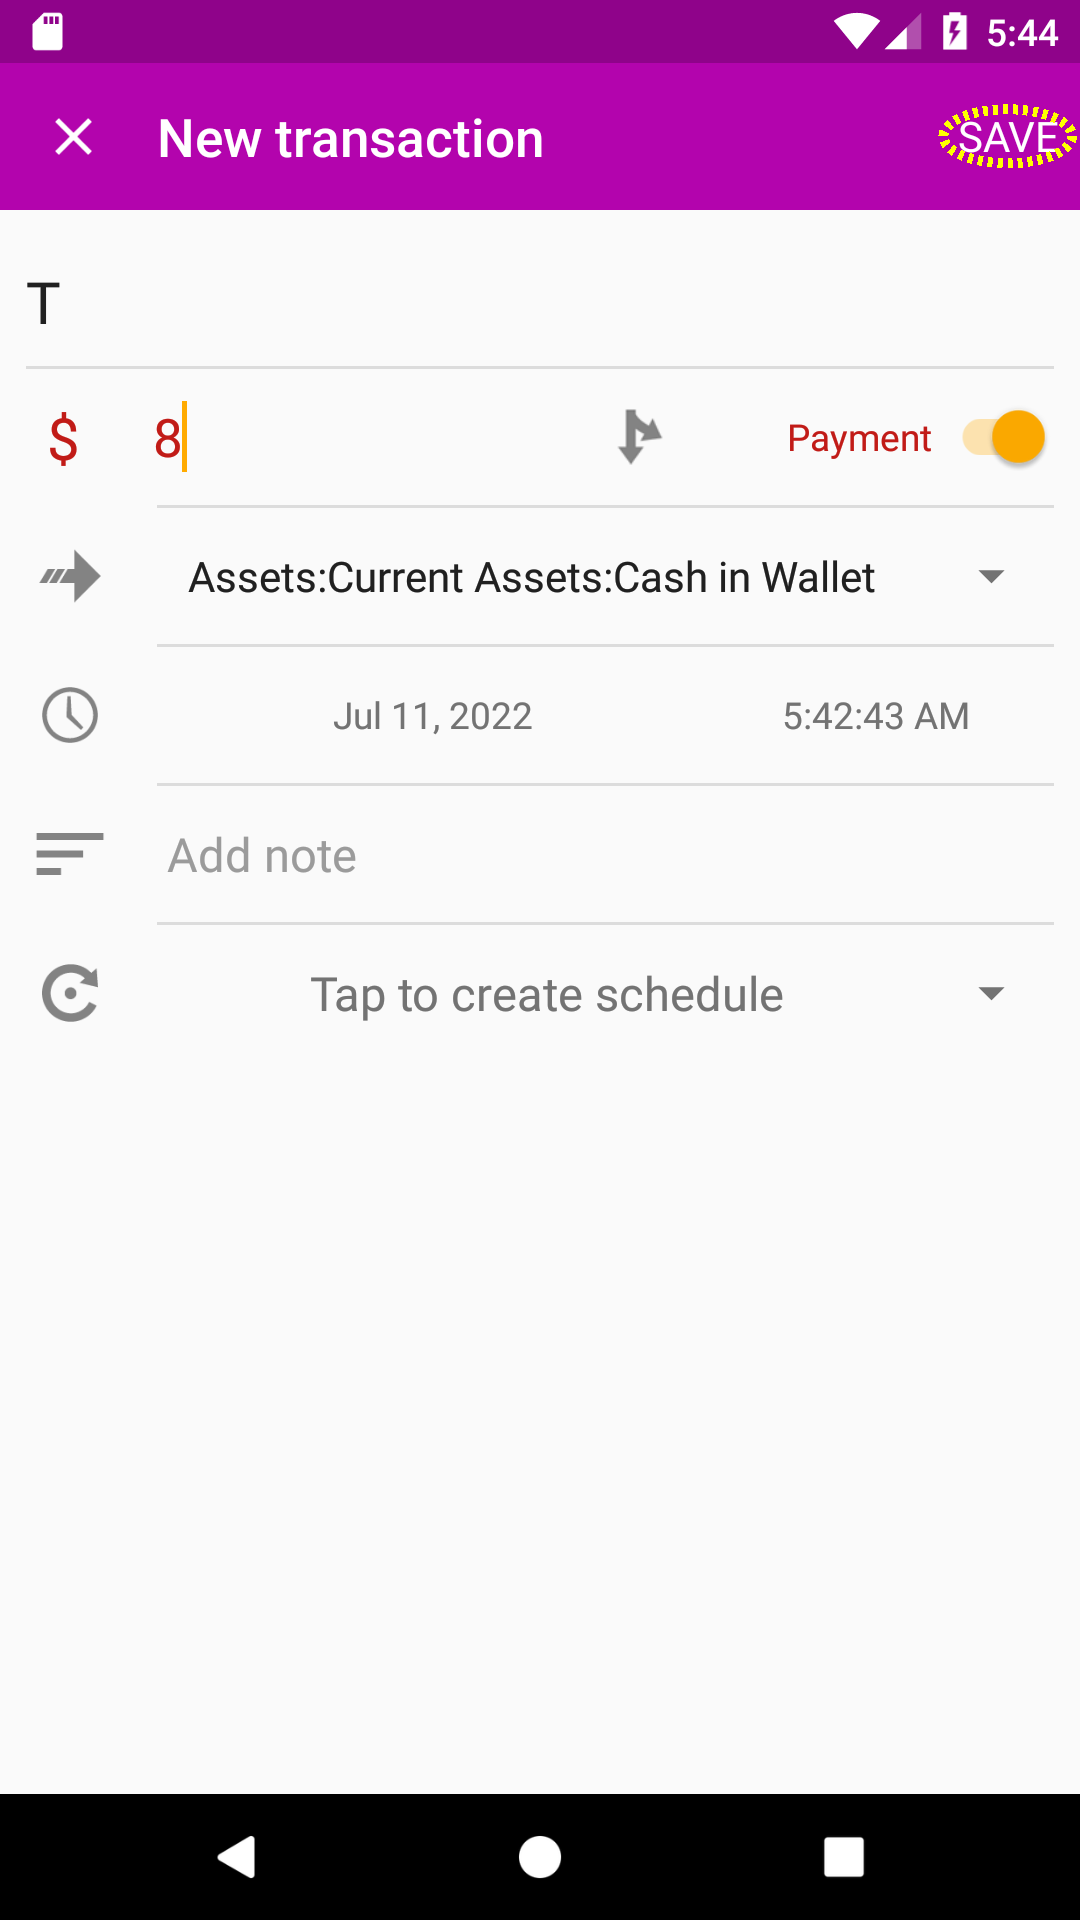 5:44
New transaction
SAVE
T
$ 8 Payment
Assets:Current Assets:Cash in Wallet
Jul 11, 2022 5:42:43 AM
Add note
Tap to create schedule